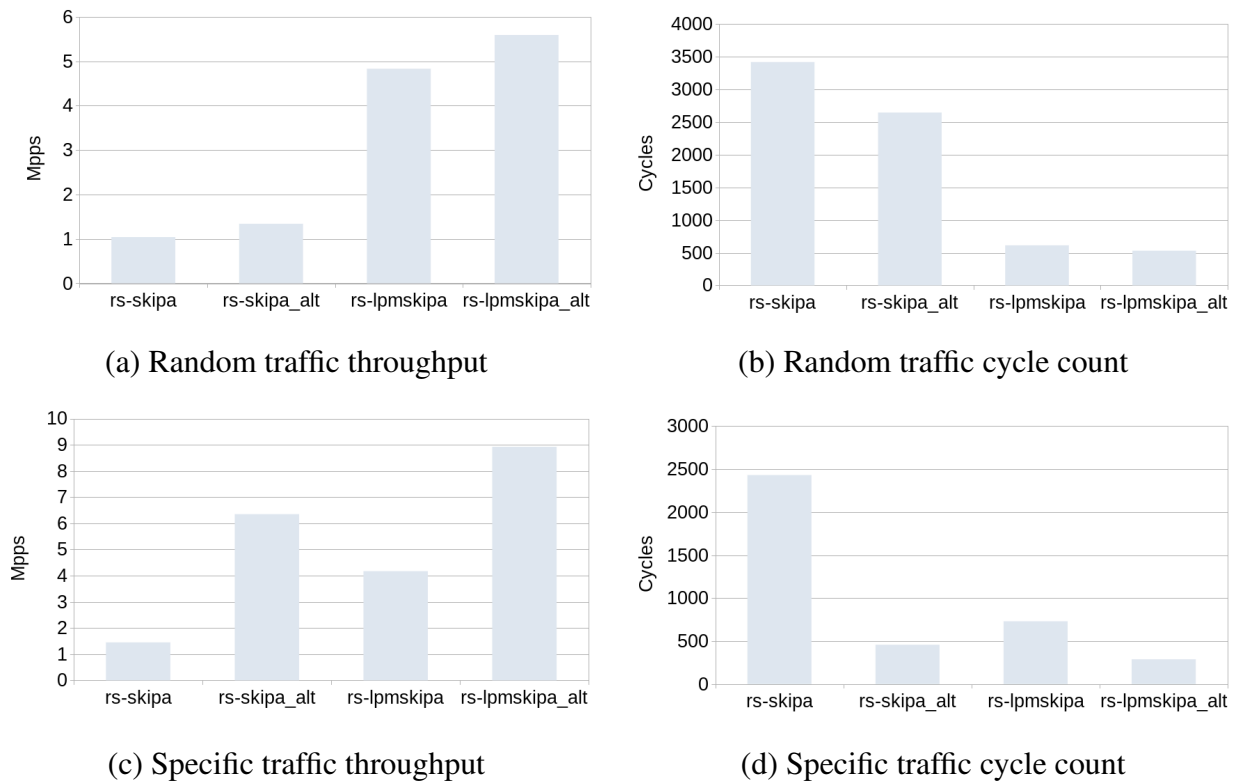 6
5
4
3
2
1
0
Mpps
rs-skipa
rs-skipa_alt
rs-lpmskipa
rs-lpmskipa_alt
(a) Random traffic throughput
4000
3500
3000
2500
2000
1500
1000
500
0
Cycles
rs-skipa
rs-skipa_alt
rs-lpmskipa
rs-lpmskipa_alt
(b) Random traffic cycle count
10
9
8
7
6
5
4
3
2
1
0
Mpps
rs-skipa
rs-skipa_alt
rs-lpmskipa
rs-lpmskipa_alt
(c) Specific traffic throughput
3000
2500
2000
1500
1000
500
0
Cycles
rs-skipa
rs-skipa_alt
rs-lpmskipa
rs-lpmskipa_alt
(d) Specific traffic cycle count